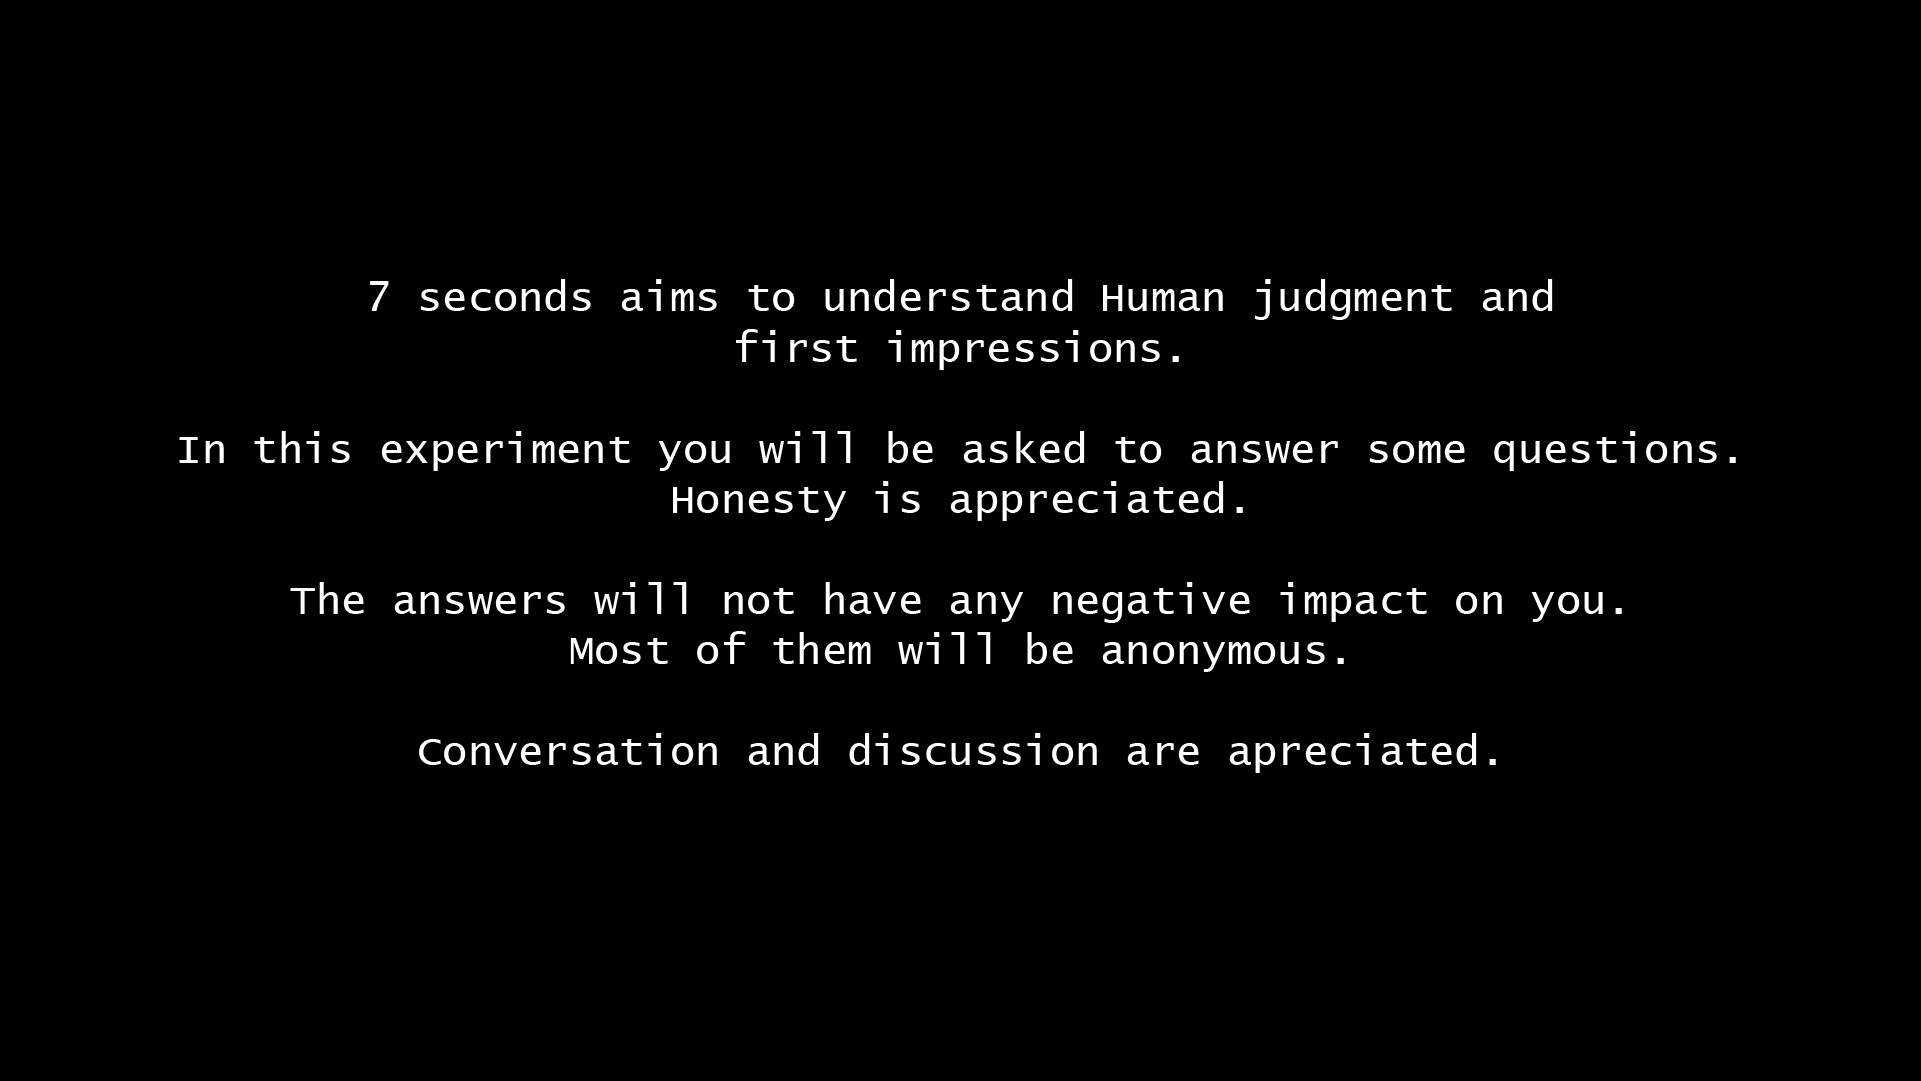 7 seconds aims to understand Human judgment and
first impressions.
In this experiment you will be asked to answer some questions.
Honesty is appreciated.
The answers will not have any negative impact on you.
Most of them will be anonymous.
Conversation and discussion are apreciated.